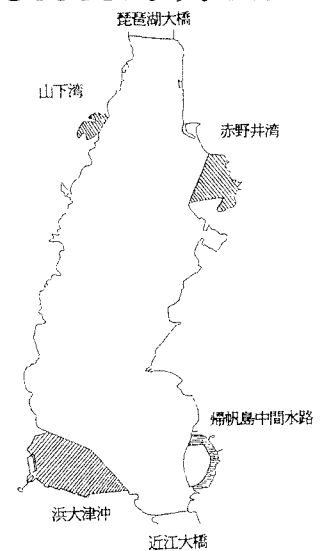 琵琶湖大橋
山下湾
赤野井湾
帰帆島中間水路
浜大津沖
近江大橋